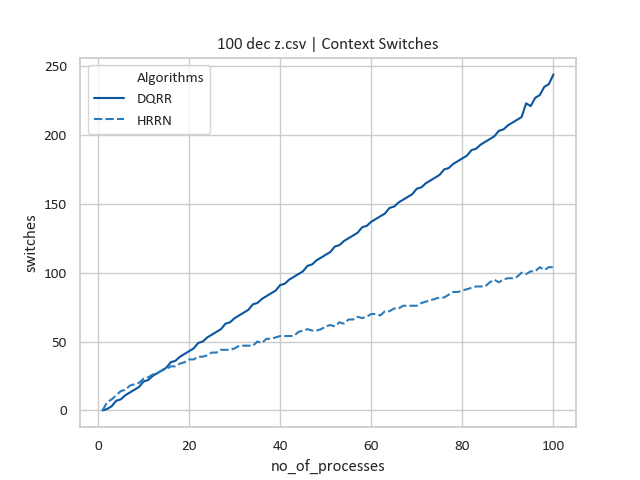 100 dec z.csv | Context Switches
Algorithms
DQRR
HRRN
switches
250
200
150
100
50
0
0 20 40 60 80 100
no_of_processes